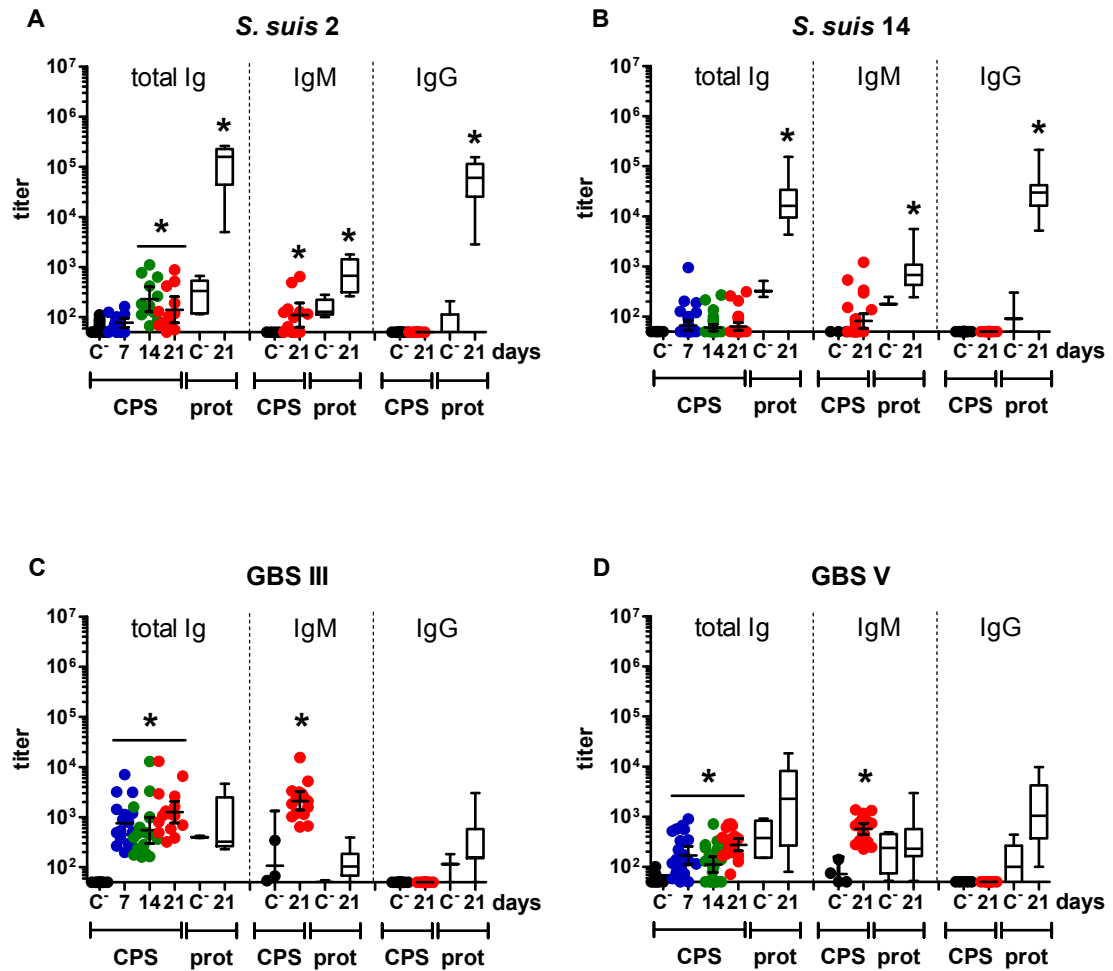 A
S. suis 2
total Ig IgM IgG
titer
10⁷
10⁶
10⁵
10⁴
10³
10²
* * * * *
C⁻ 7 14 21 C⁻ 21 C⁻ 21 C⁻ 21 C⁻ 21 C⁻ 21 days
CPS prot CPS prot CPS prot
B
S. suis 14
total Ig IgM IgG
titer
10⁷
10⁶
10⁵
10⁴
10³
10²
* * *
C⁻ 7 14 21 C⁻ 21 C⁻ 21 C⁻ 21 C⁻ 21 C⁻ 21 days
CPS prot CPS prot CPS prot
C
GBS III
total Ig IgM IgG
titer
10⁷
10⁶
10⁵
10⁴
10³
10²
* *
C⁻ 7 14 21 C⁻ 21 C⁻ 21 C⁻ 21 C⁻ 21 C⁻ 21 days
CPS prot CPS prot CPS prot
D
GBS V
total Ig IgM IgG
titer
10⁷
10⁶
10⁵
10⁴
10³
10²
* *
C⁻ 7 14 21 C⁻ 21 C⁻ 21 C⁻ 21 C⁻ 21 C⁻ 21 days
CPS prot CPS prot CPS prot